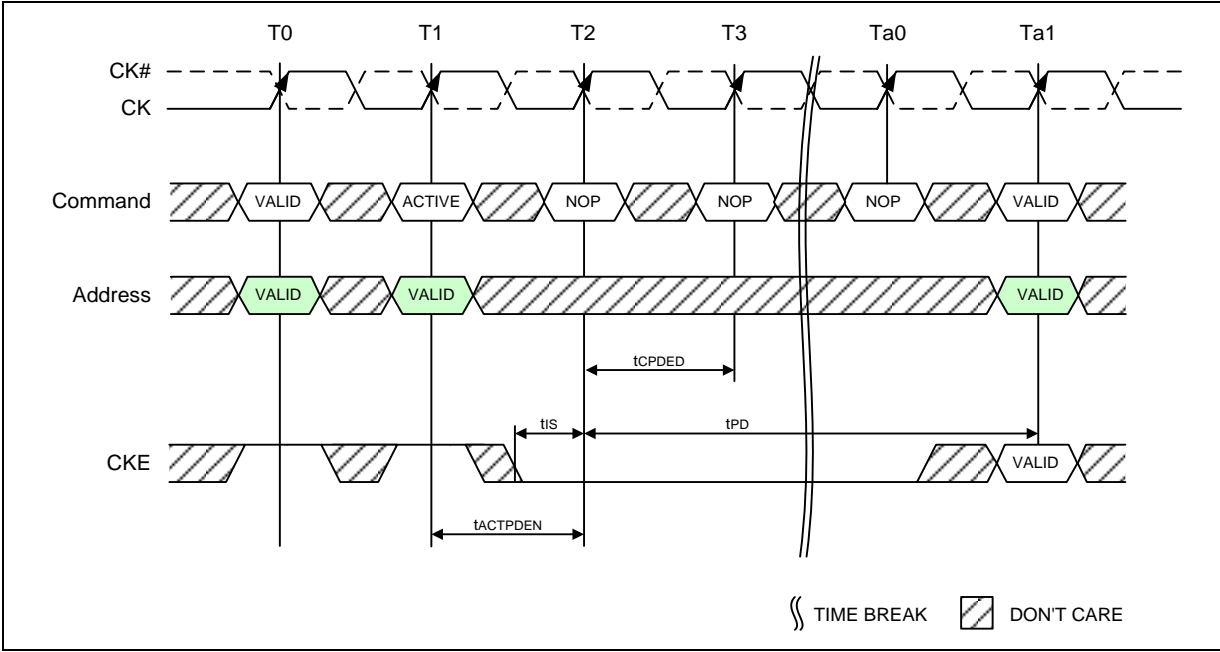 T0 T1 T2 T3 Ta0 Ta1
CK#
CK
Command VALID ACTIVE NOP NOP NOP VALID
Address VALID VALID VALID
tCPDED
tIS tPD
CKE VALID
tACTPDEN
TIME BREAK DON'T CARE